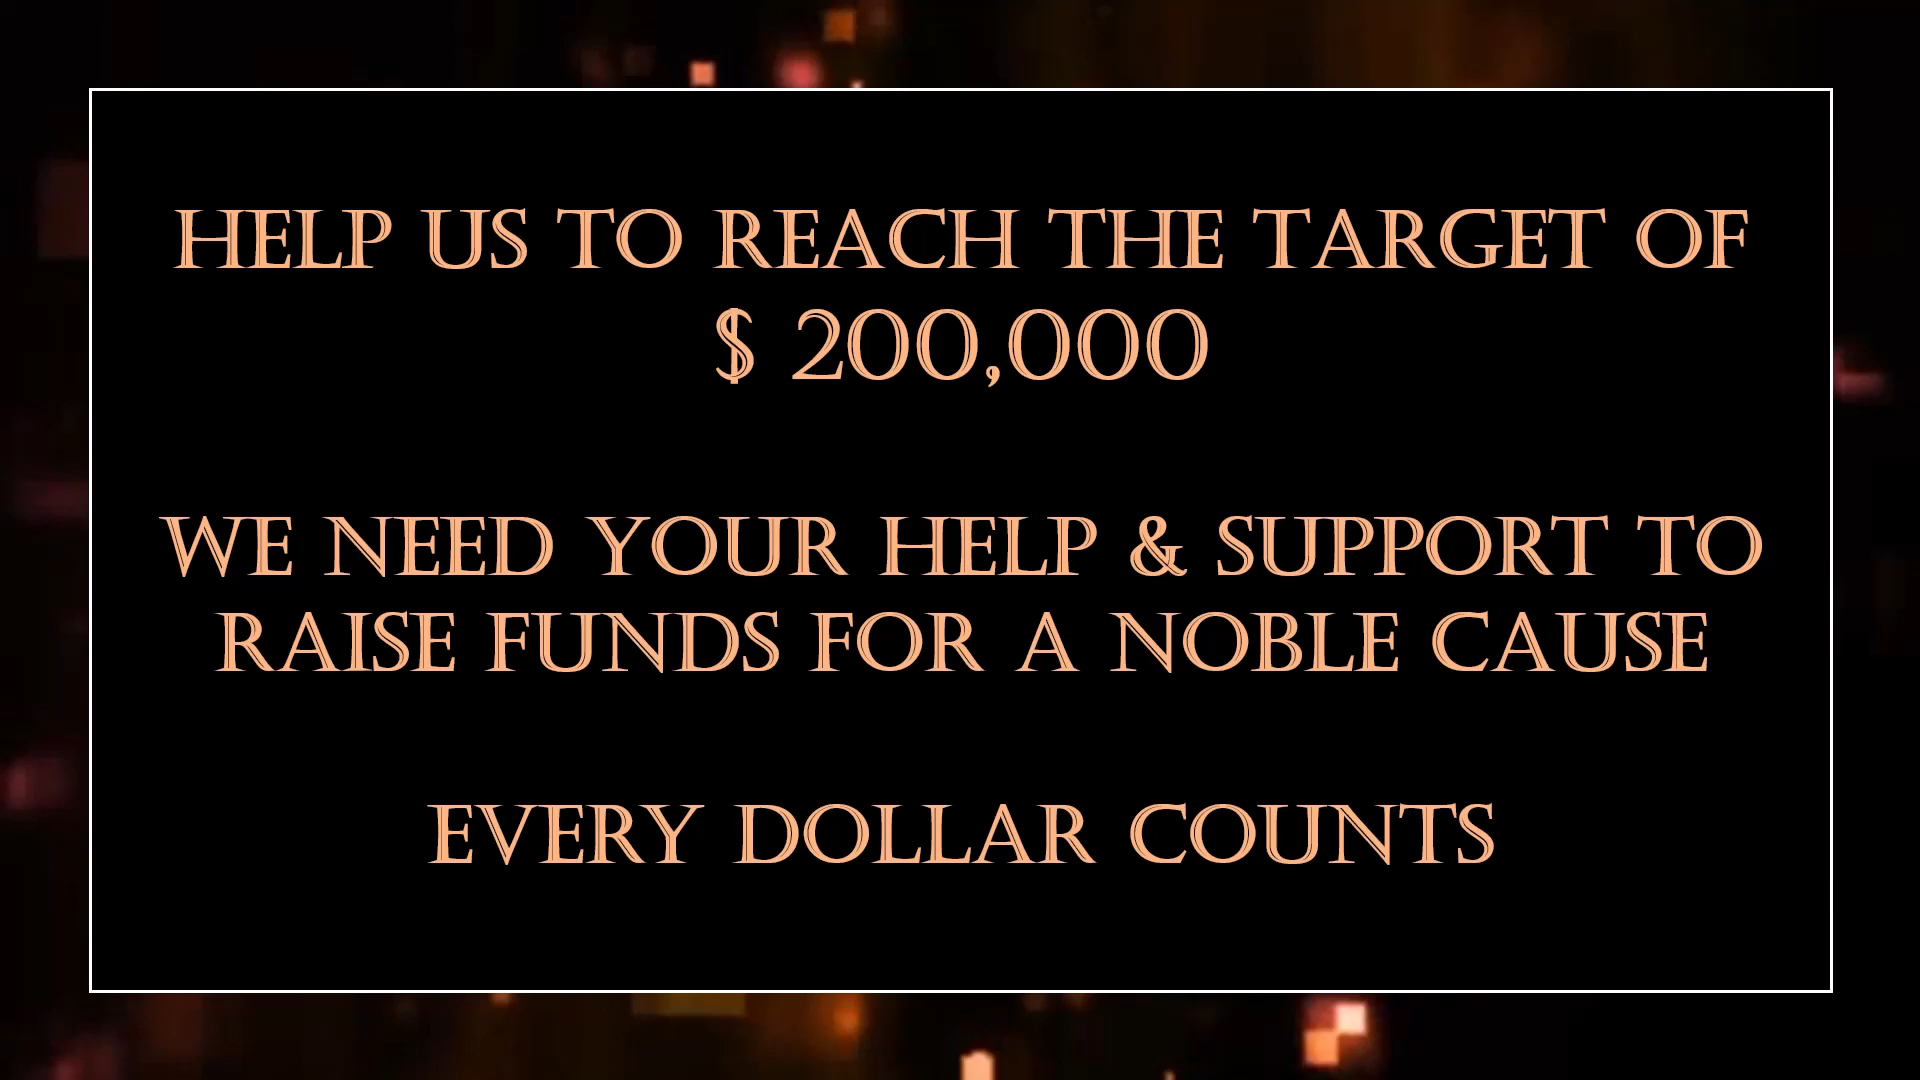 HELP US TO REACH THE TARGET OF
$ 200,000
WE NEED YOUR HELP & SUPPORT TO
RAISE FUNDS FOR A NOBLE CAUSE
EVERY DOLLAR COUNTS